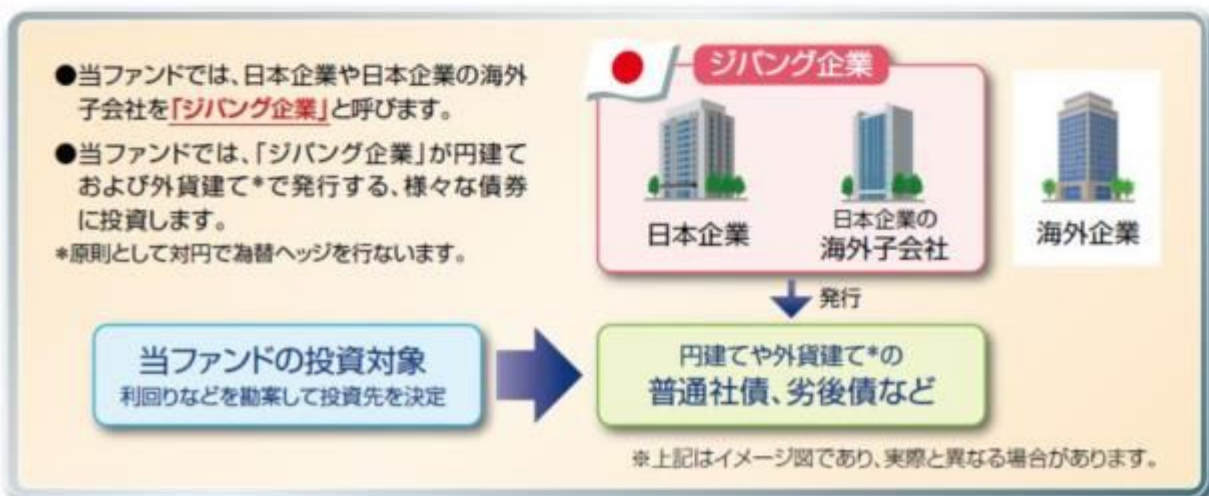 ●当ファンドでは、日本企業や日本企業の海外
子会社を「ジパング企業」と呼びます。
●当ファンドでは、「ジパング企業」が円建て
および外貨建て*で発行する、様々な債券
に投資します。
*原則として対円で為替ヘッジを行ないます。
ジパング企業
日本企業
日本企業の
海外子会社
海外企業
発行
当ファンドの投資対象
利回りなどを勘案して投資先を決定
円建てや外貨建て*の
普通社債、劣後債など
※上記はイメージ図であり、実際と異なる場合があります。